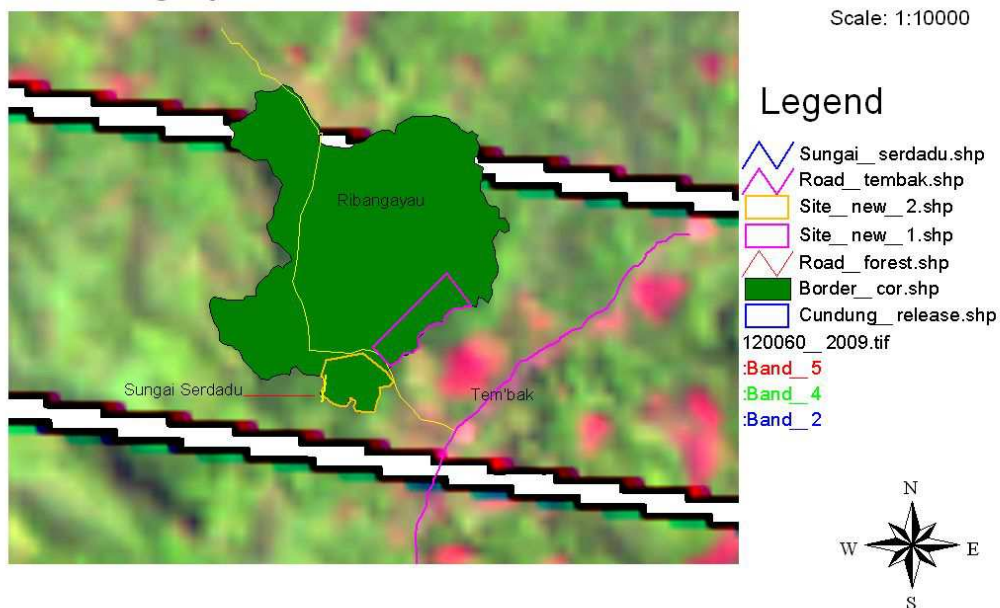 Scale: 1:10000
Legend
Sungai__serdadu.shp
Road__tembak.shp
Site__new__2.shp
Site__new__1.shp
Road__forest.shp
Border__cor.shp
Cundung__release.shp
120060__2009.tif
:Band__5
:Band__4
:Band__2
Ribangayau
Sungai Serdadu
Tem'bak
N
W E
S